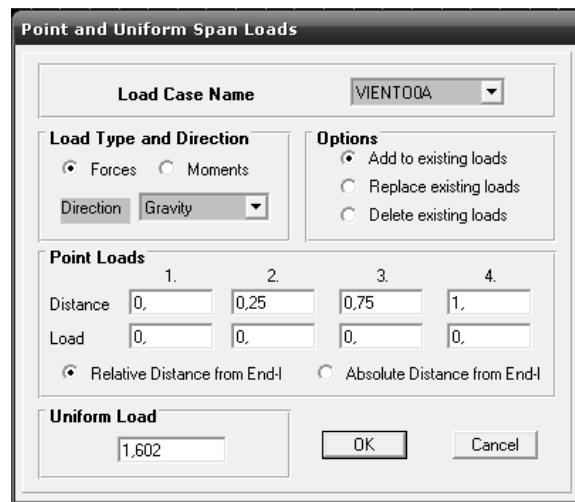 Point and Uniform Span Loads
Load Case Name VIENTO0A
Load Type and Direction
Forces Moments
Direction Gravity
Options
Add to existing loads
Replace existing loads
Delete existing loads
Point Loads
1. 2. 3. 4.
Distance 0, 0,25 0,75 1,
Load 0, 0, 0, 0,
Relative Distance from End-I Absolute Distance from End-I
Uniform Load
1,602
OK Cancel